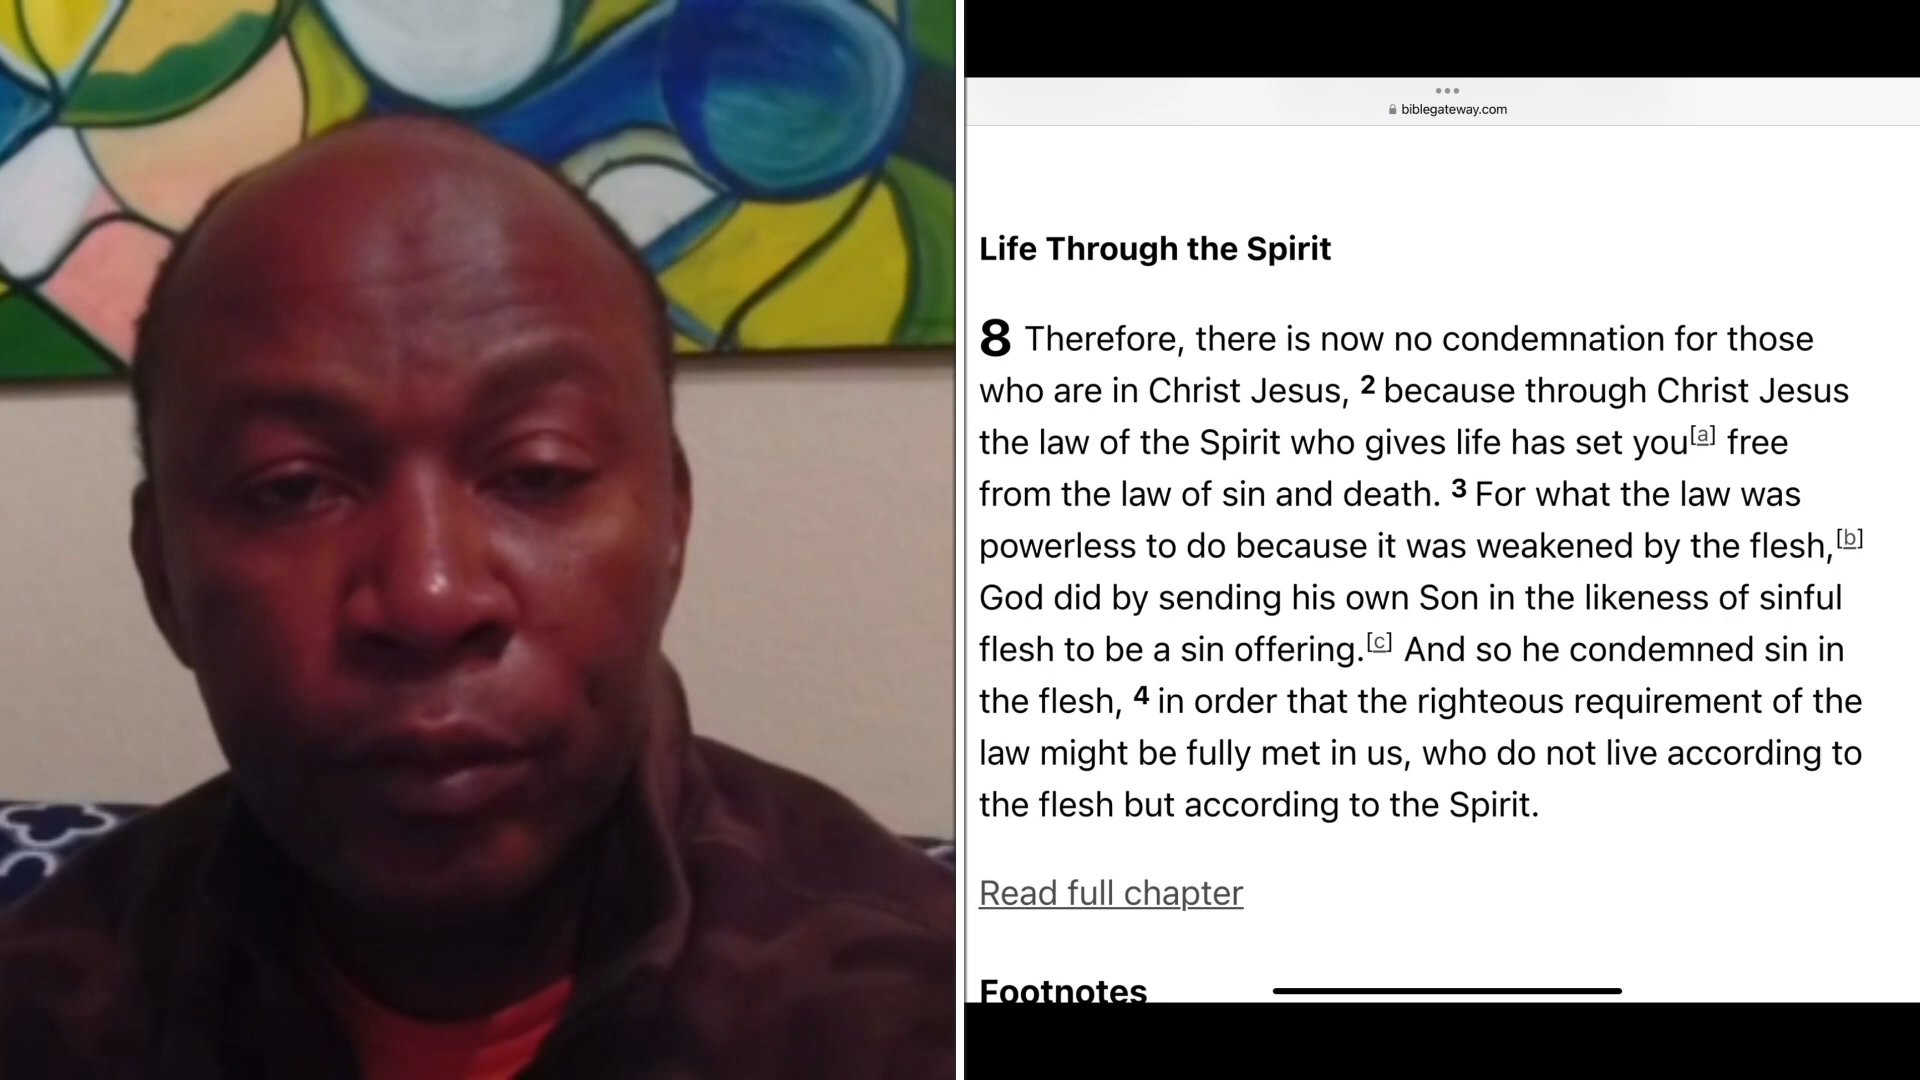 biblegateway.com
Life Through the Spirit
8 Therefore, there is now no condemnation for those
who are in Christ Jesus, 2 because through Christ Jesus
the law of the Spirit who gives life has set you[a] free
from the law of sin and death. 3 For what the law was
powerless to do because it was weakened by the flesh,[b]
God did by sending his own Son in the likeness of sinful
flesh to be a sin offering.[c] And so he condemned sin in
the flesh, 4 in order that the righteous requirement of the
law might be fully met in us, who do not live according to
the flesh but according to the Spirit.
Read full chapter
Footnotes